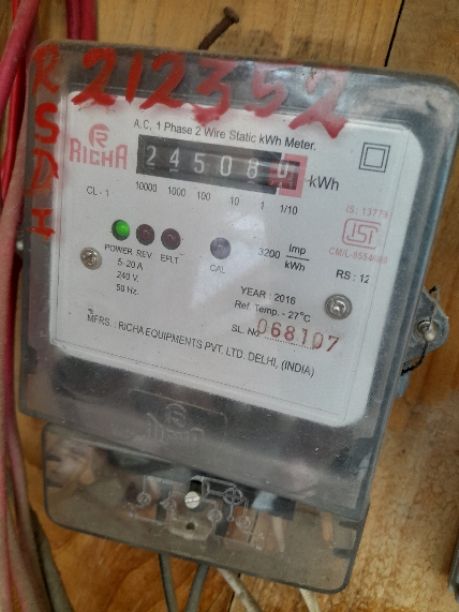 212352
R
S
D
I
A.C. 1 Phase 2 Wire Static kWh Meter.
RICHA
24508
kWh
CL - 1
10000 1000 100 10 1 1/10
IS : 13779
ISI
POWER REV EFLT
CAL
3200 Imp/kWh
5- 20 A
240 V.
50 Hz.
RS : 12
YEARː 2016
Ref. Temp. - 27°C
SL. No 068107
MFRS. : RICHA EQUIPMENTS PVT. LTD. DELHI, (INDIA)